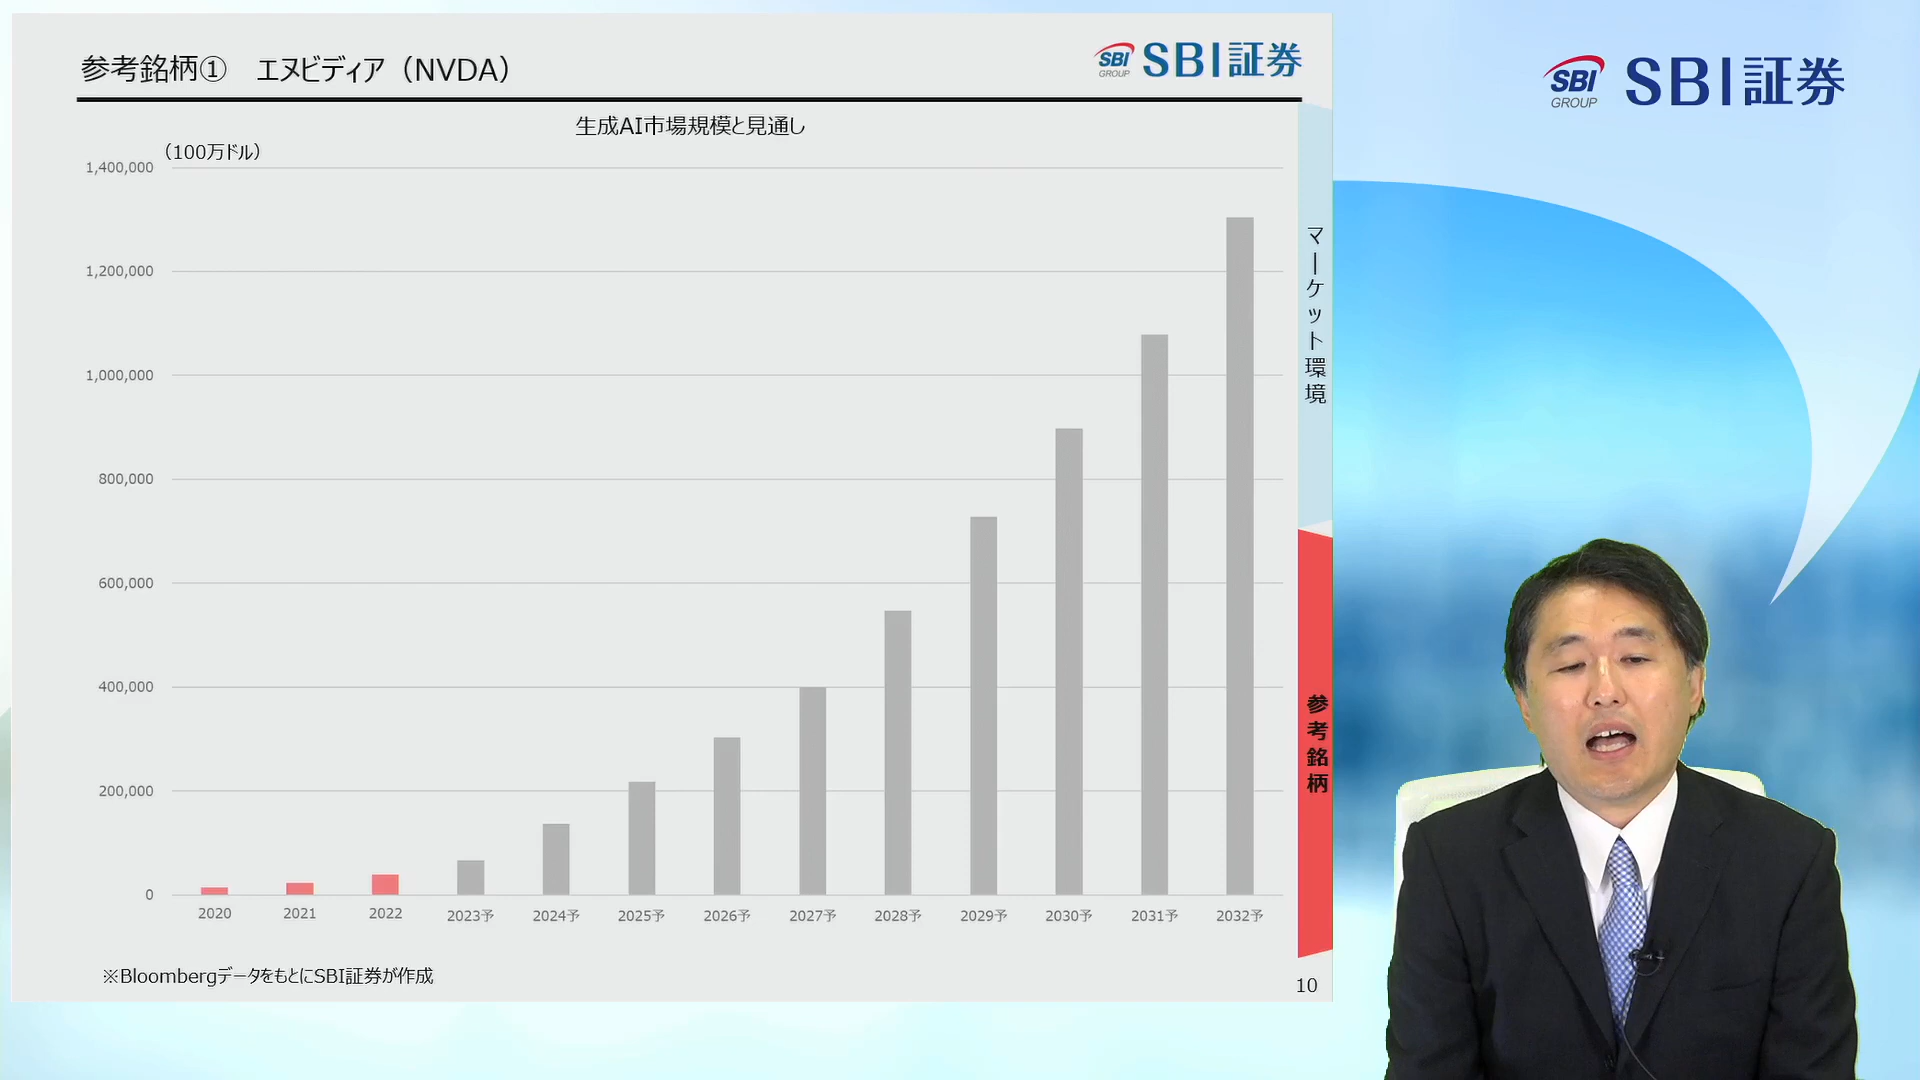 参考銘柄① エヌビディア（NVDA）
SBI GROUP SBI証券
SBI GROUP SBI証券
生成AI市場規模と見通し
（100万ドル）
1,400,000
1,200,000
1,000,000
800,000
600,000
400,000
200,000
0
2020 2021 2022 2023予 2024予 2025予 2026予 2027予 2028予 2029予 2030予 2031予 2032予
マーケット環境
参考銘柄
※BloombergデータをもとにSBI証券が作成
10